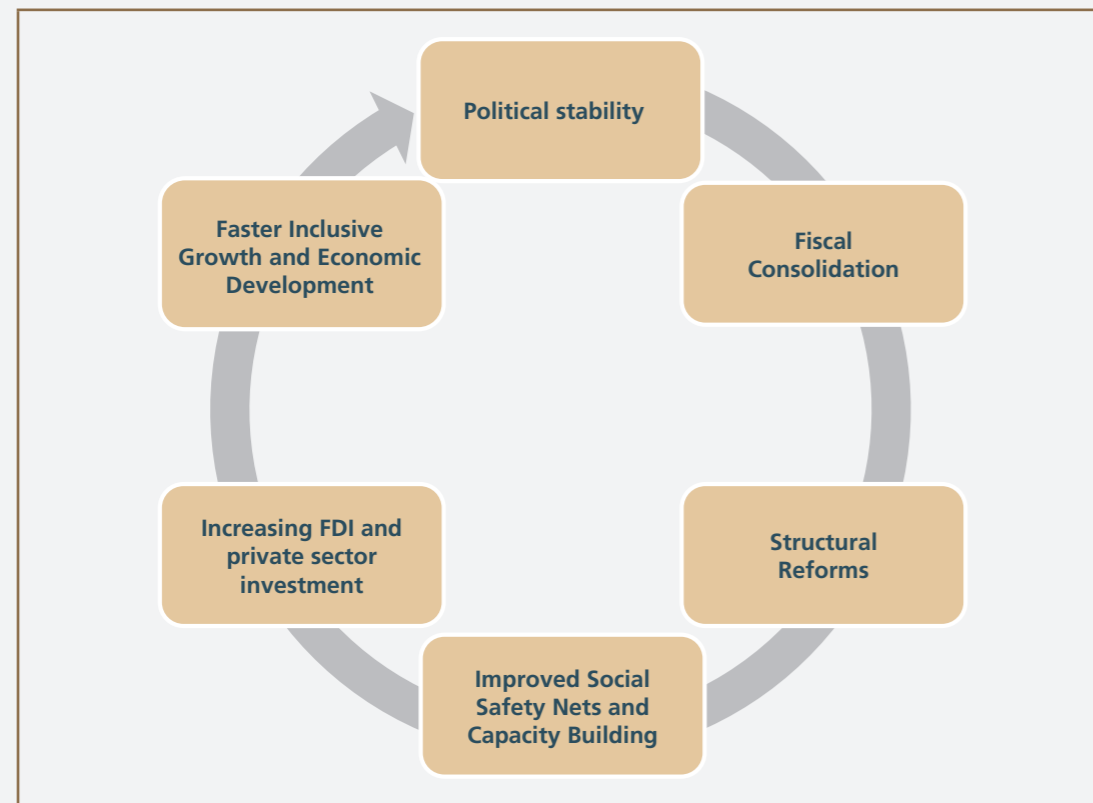 Political stability
Fiscal
Consolidation
Structural
Reforms
Improved Social
Safety Nets and
Capacity Building
Increasing FDI and
private sector
investment
Faster Inclusive
Growth and Economic
Development